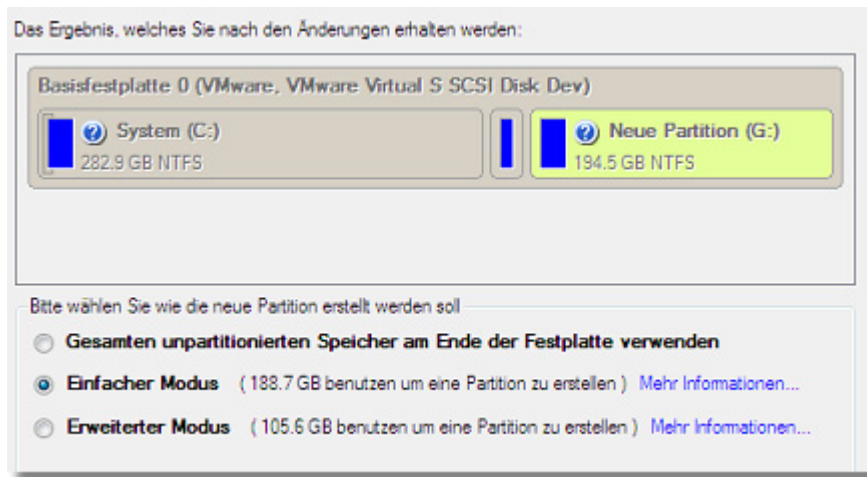 Das Ergebnis, welches Sie nach den Änderungen erhalten werden:
Basisfestplatte 0 (VMware, VMware Virtual S SCSI Disk Dev)
System (C:)
282.9 GB NTFS
Neue Partition (G:)
194.5 GB NTFS
Bitte wählen Sie wie die neue Partition erstellt werden soll
Gesamten unpartitionierten Speicher am Ende der Festplatte verwenden
Einfacher Modus ( 188.7 GB benutzen um eine Partition zu erstellen ) Mehr Informationen...
Erweiterter Modus ( 105.6 GB benutzen um eine Partition zu erstellen ) Mehr Informationen...